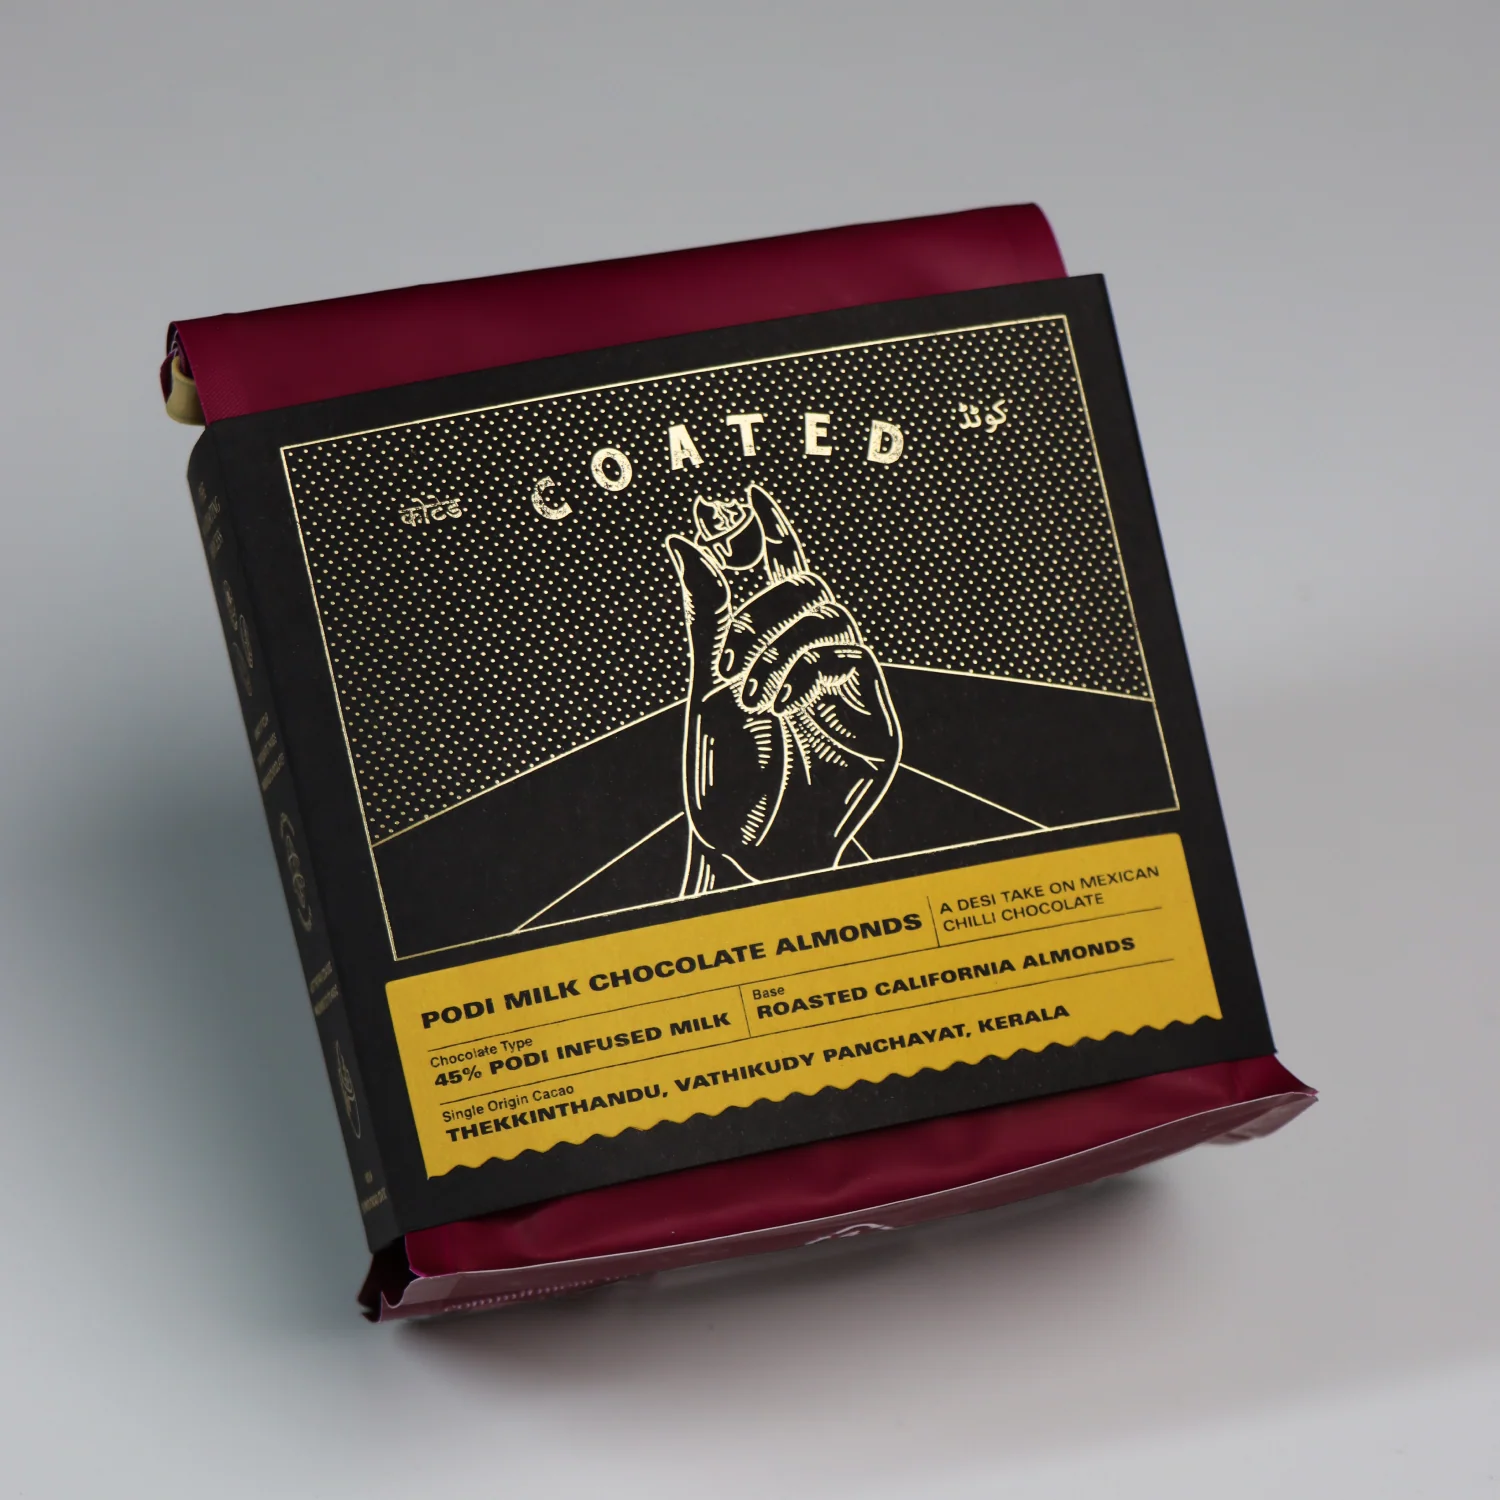 COATED
कोटेड
کوٹڈ
PODI MILK CHOCOLATE ALMONDS
A DESI TAKE ON MEXICAN
CHILLI CHOCOLATE
Chocolate Type
45% PODI INFUSED MILK
Base
ROASTED CALIFORNIA ALMONDS
Single Origin Cacao
THEKKINTHANDU, VATHIKUDY PANCHAYAT, KERALA